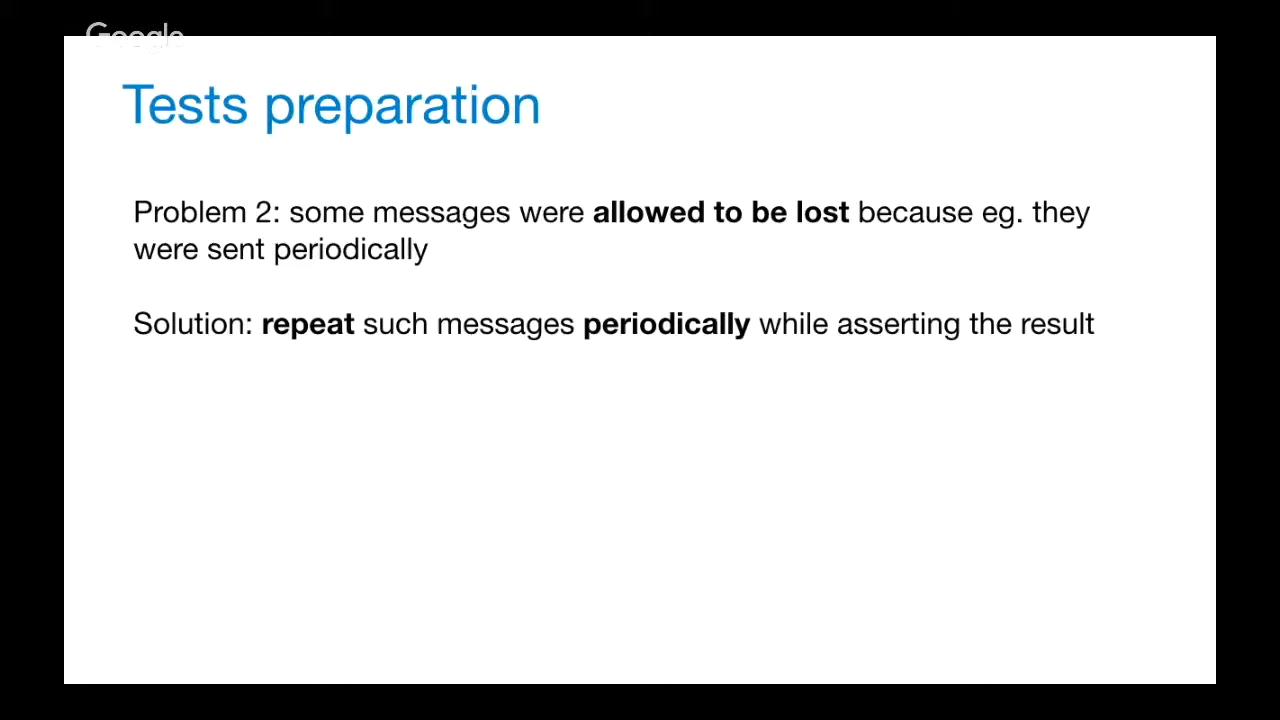 Google
Tests preparation
Problem 2: some messages were allowed to be lost because eg. they
were sent periodically
Solution: repeat such messages periodically while asserting the result